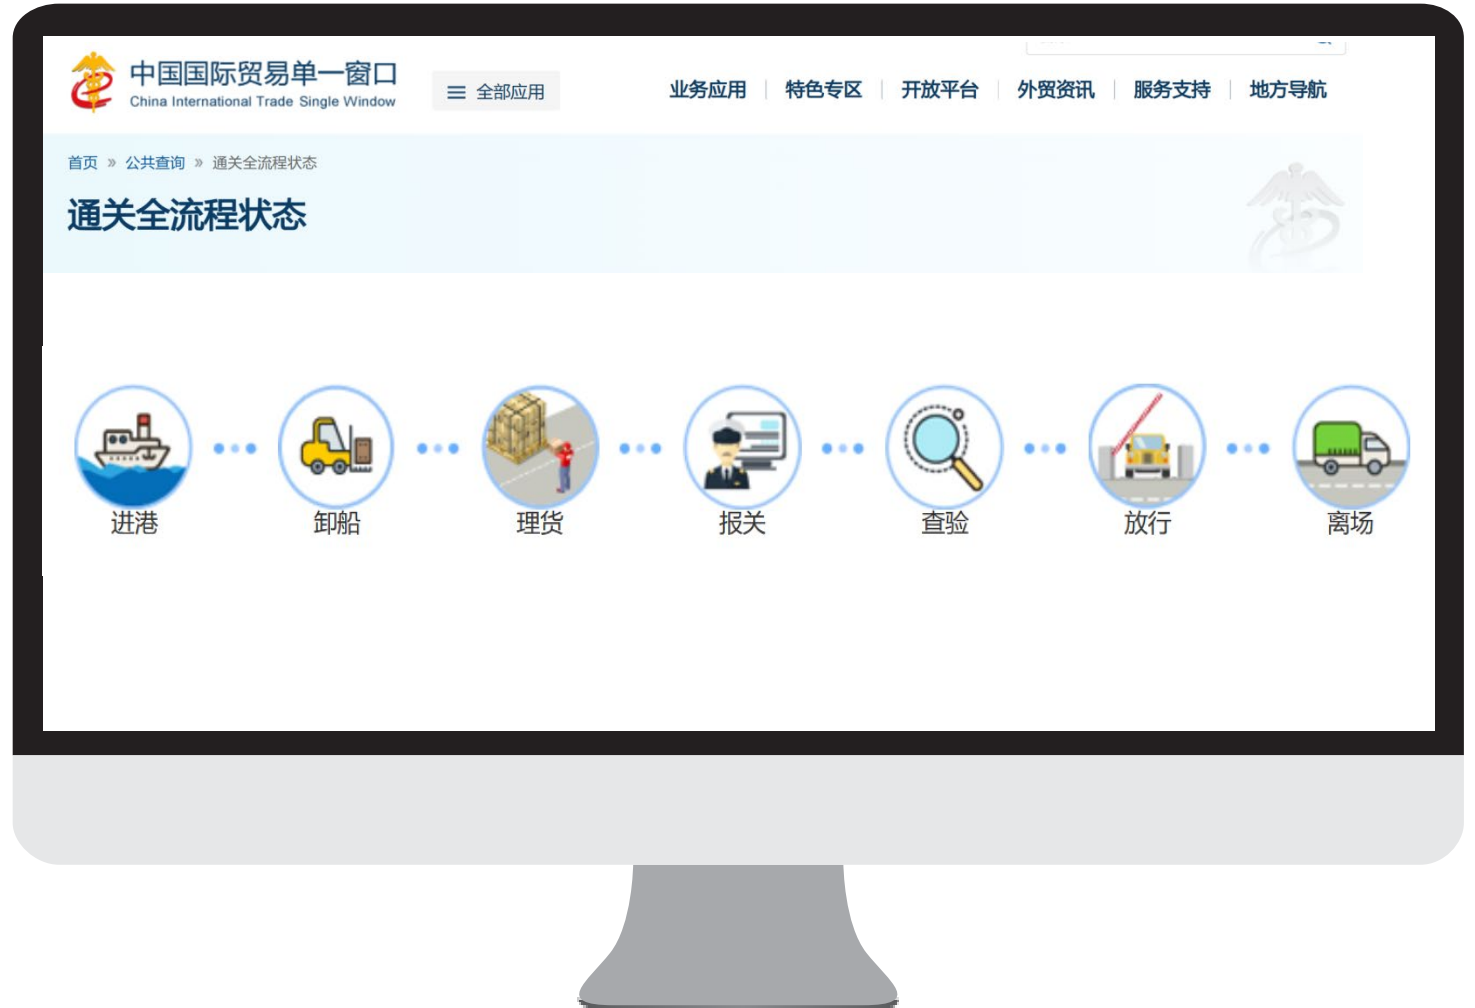 中国国际贸易单一窗口
China International Trade Single Window
全部应用
业务应用 特色专区 开放平台 外贸资讯 服务支持 地方导航
首页 » 公共查询 » 通关全流程状态
通关全流程状态
进港 卸船 理货 报关 查验 放行 离场